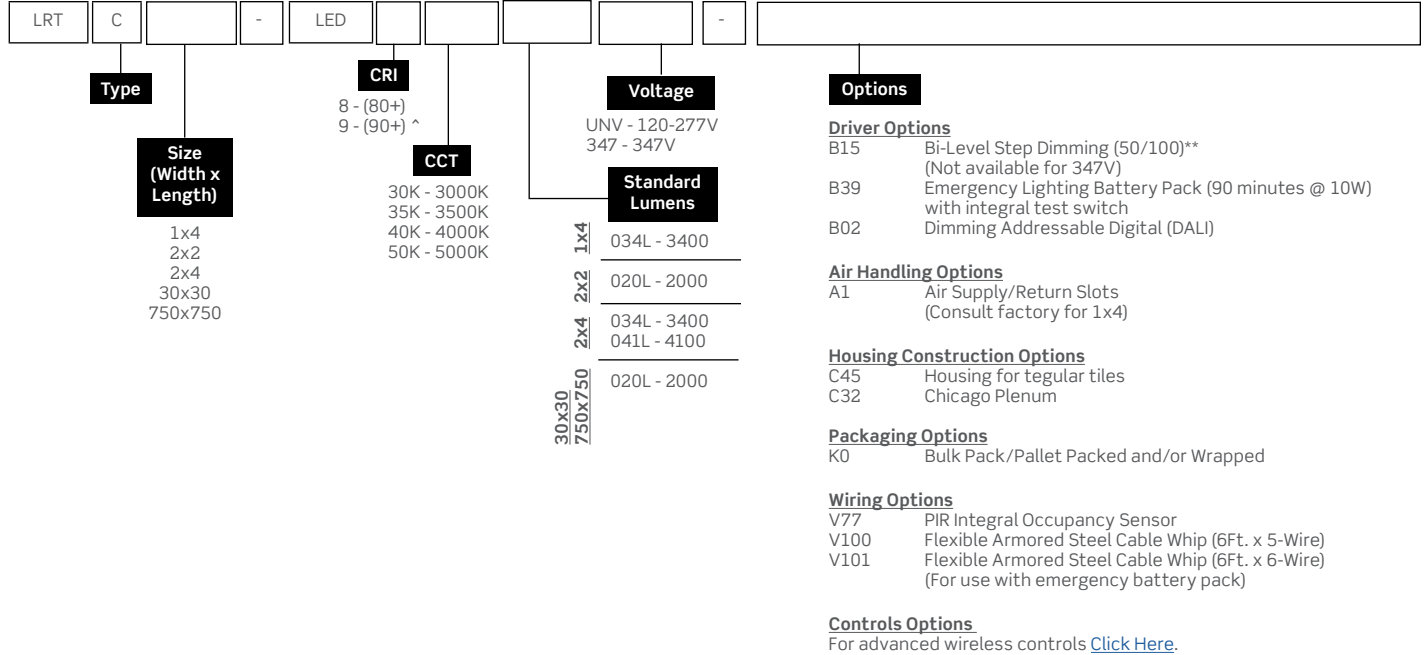 LRT C - LED -
Type
Size
(Width x
Length)
1x4
2x2
2x4
30x30
750x750
CRI
8 - (80+)
9 - (90+) ^
CCT
30K - 3000K
35K - 3500K
40K - 4000K
50K - 5000K
Voltage
UNV - 120-277V
347 - 347V
Standard
Lumens
1x4
034L - 3400
2x2
020L - 2000
2x4
034L - 3400
041L - 4100
30x30
750x750
020L - 2000
Options
Driver Options
B15 Bi-Level Step Dimming (50/100)**
(Not available for 347V)
B39 Emergency Lighting Battery Pack (90 minutes @ 10W)
with integral test switch
B02 Dimming Addressable Digital (DALI)
Air Handling Options
A1 Air Supply/Return Slots
(Consult factory for 1x4)
Housing Construction Options
C45 Housing for tegular tiles
C32 Chicago Plenum
Packaging Options
K0 Bulk Pack/Pallet Packed and/or Wrapped
Wiring Options
V77 PIR Integral Occupancy Sensor
V100 Flexible Armored Steel Cable Whip (6Ft. x 5-Wire)
V101 Flexible Armored Steel Cable Whip (6Ft. x 6-Wire)
(For use with emergency battery pack)
Controls Options
For advanced wireless controls Click Here.